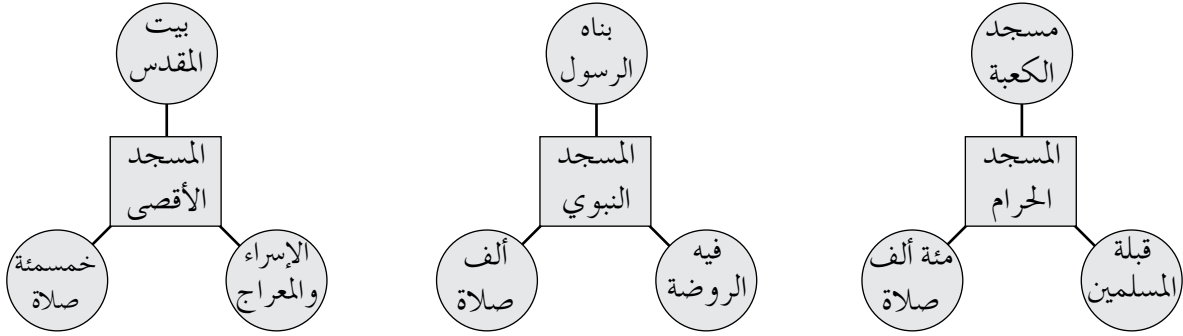 مسجد
الكعبة
المسجد
الحرام
قبلة
المسلمين
مئة ألف
صلاة
بناه
الرسول
المسجد
النبوي
فيه
الروضة
ألف
صلاة
بيت
المقدس
المسجد
الأقصى
الإسراء
والمعراج
خمسمئة
صلاة